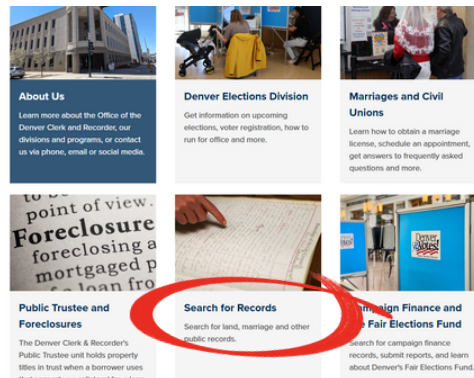 About Us
Learn more about the Office of the
Denver Clerk and Recorder, our
divisions and programs, or contact
us via phone, email or social media.
Denver Elections Division
Get information on upcoming
elections, voter registration, how to
run for office and more.
Marriages and Civil
Unions
Learn how to obtain a marriage
license, schedule an appointment,
get answers to frequently asked
questions and more.
point of view.
Foreclosure
foreclosing a
mortgaged p
loan fro
Denver
Votes!
Public Trustee and
Foreclosures
The Denver Clerk & Recorder's
Public Trustee unit holds property
titles in trust when a borrower uses
Search for Records
Search for land, marriage and other
public records.
Campaign Finance and
Fair Elections Fund
Search for campaign finance
records, submit reports, and learn
about Denver's Fair Elections Fund